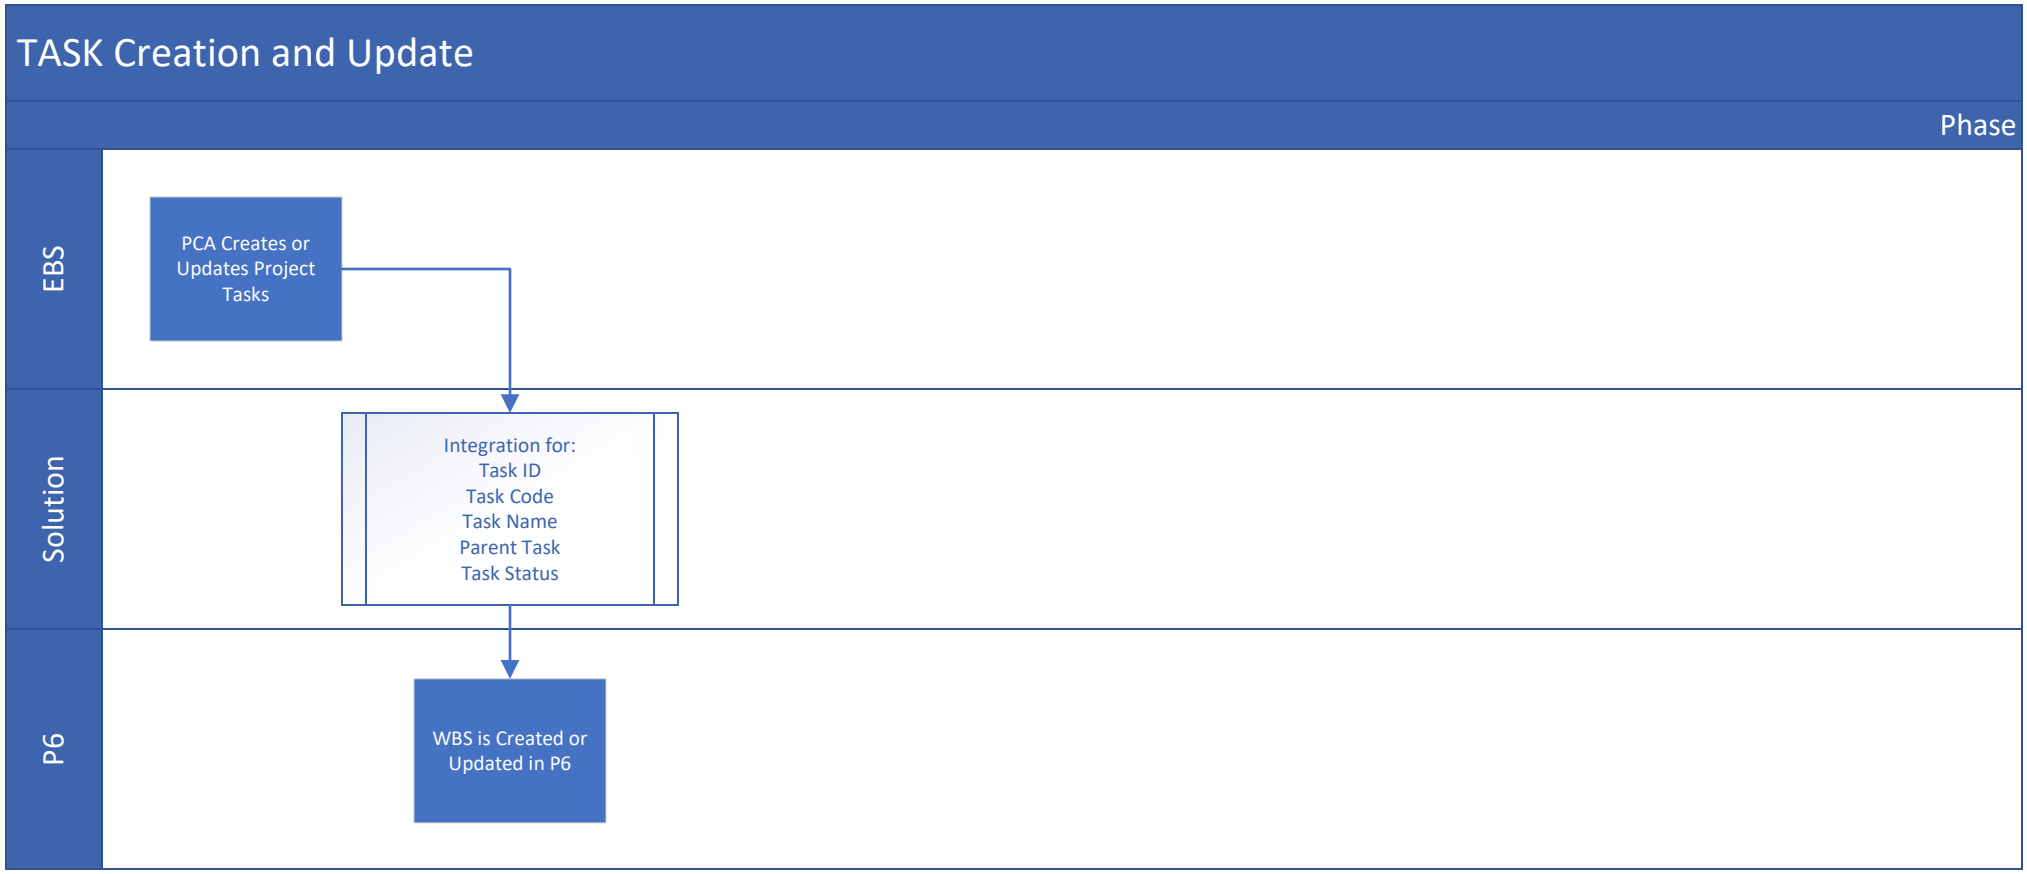 TASK Creation and Update
Phase
EBS
PCA Creates or
Updates Project
Tasks
Solution
Integration for:
Task ID
Task Code
Task Name
Parent Task
Task Status
P6
WBS is Created or
Updated in P6